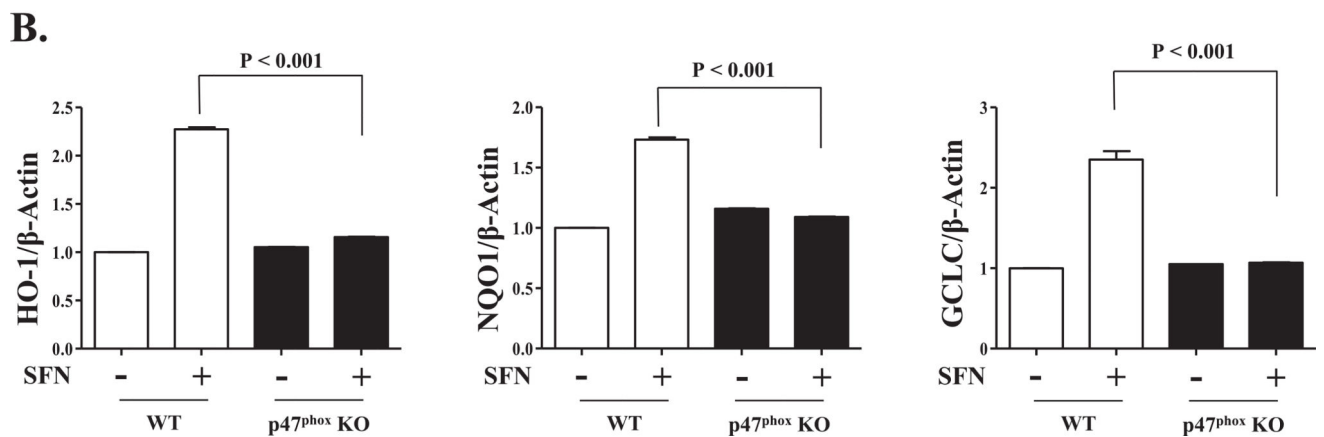 B.
P < 0.001
HO-1/β-Actin
2.5
2.0
1.5
1.0
0.5
0.0
SFN - + - +
WT p47phox KO
P < 0.001
NQO1/β-Actin
2.0
1.5
1.0
0.5
0.0
SFN - + - +
WT p47phox KO
P < 0.001
GCLC/β-Actin
3
2
1
0
SFN - + - +
WT p47phox KO